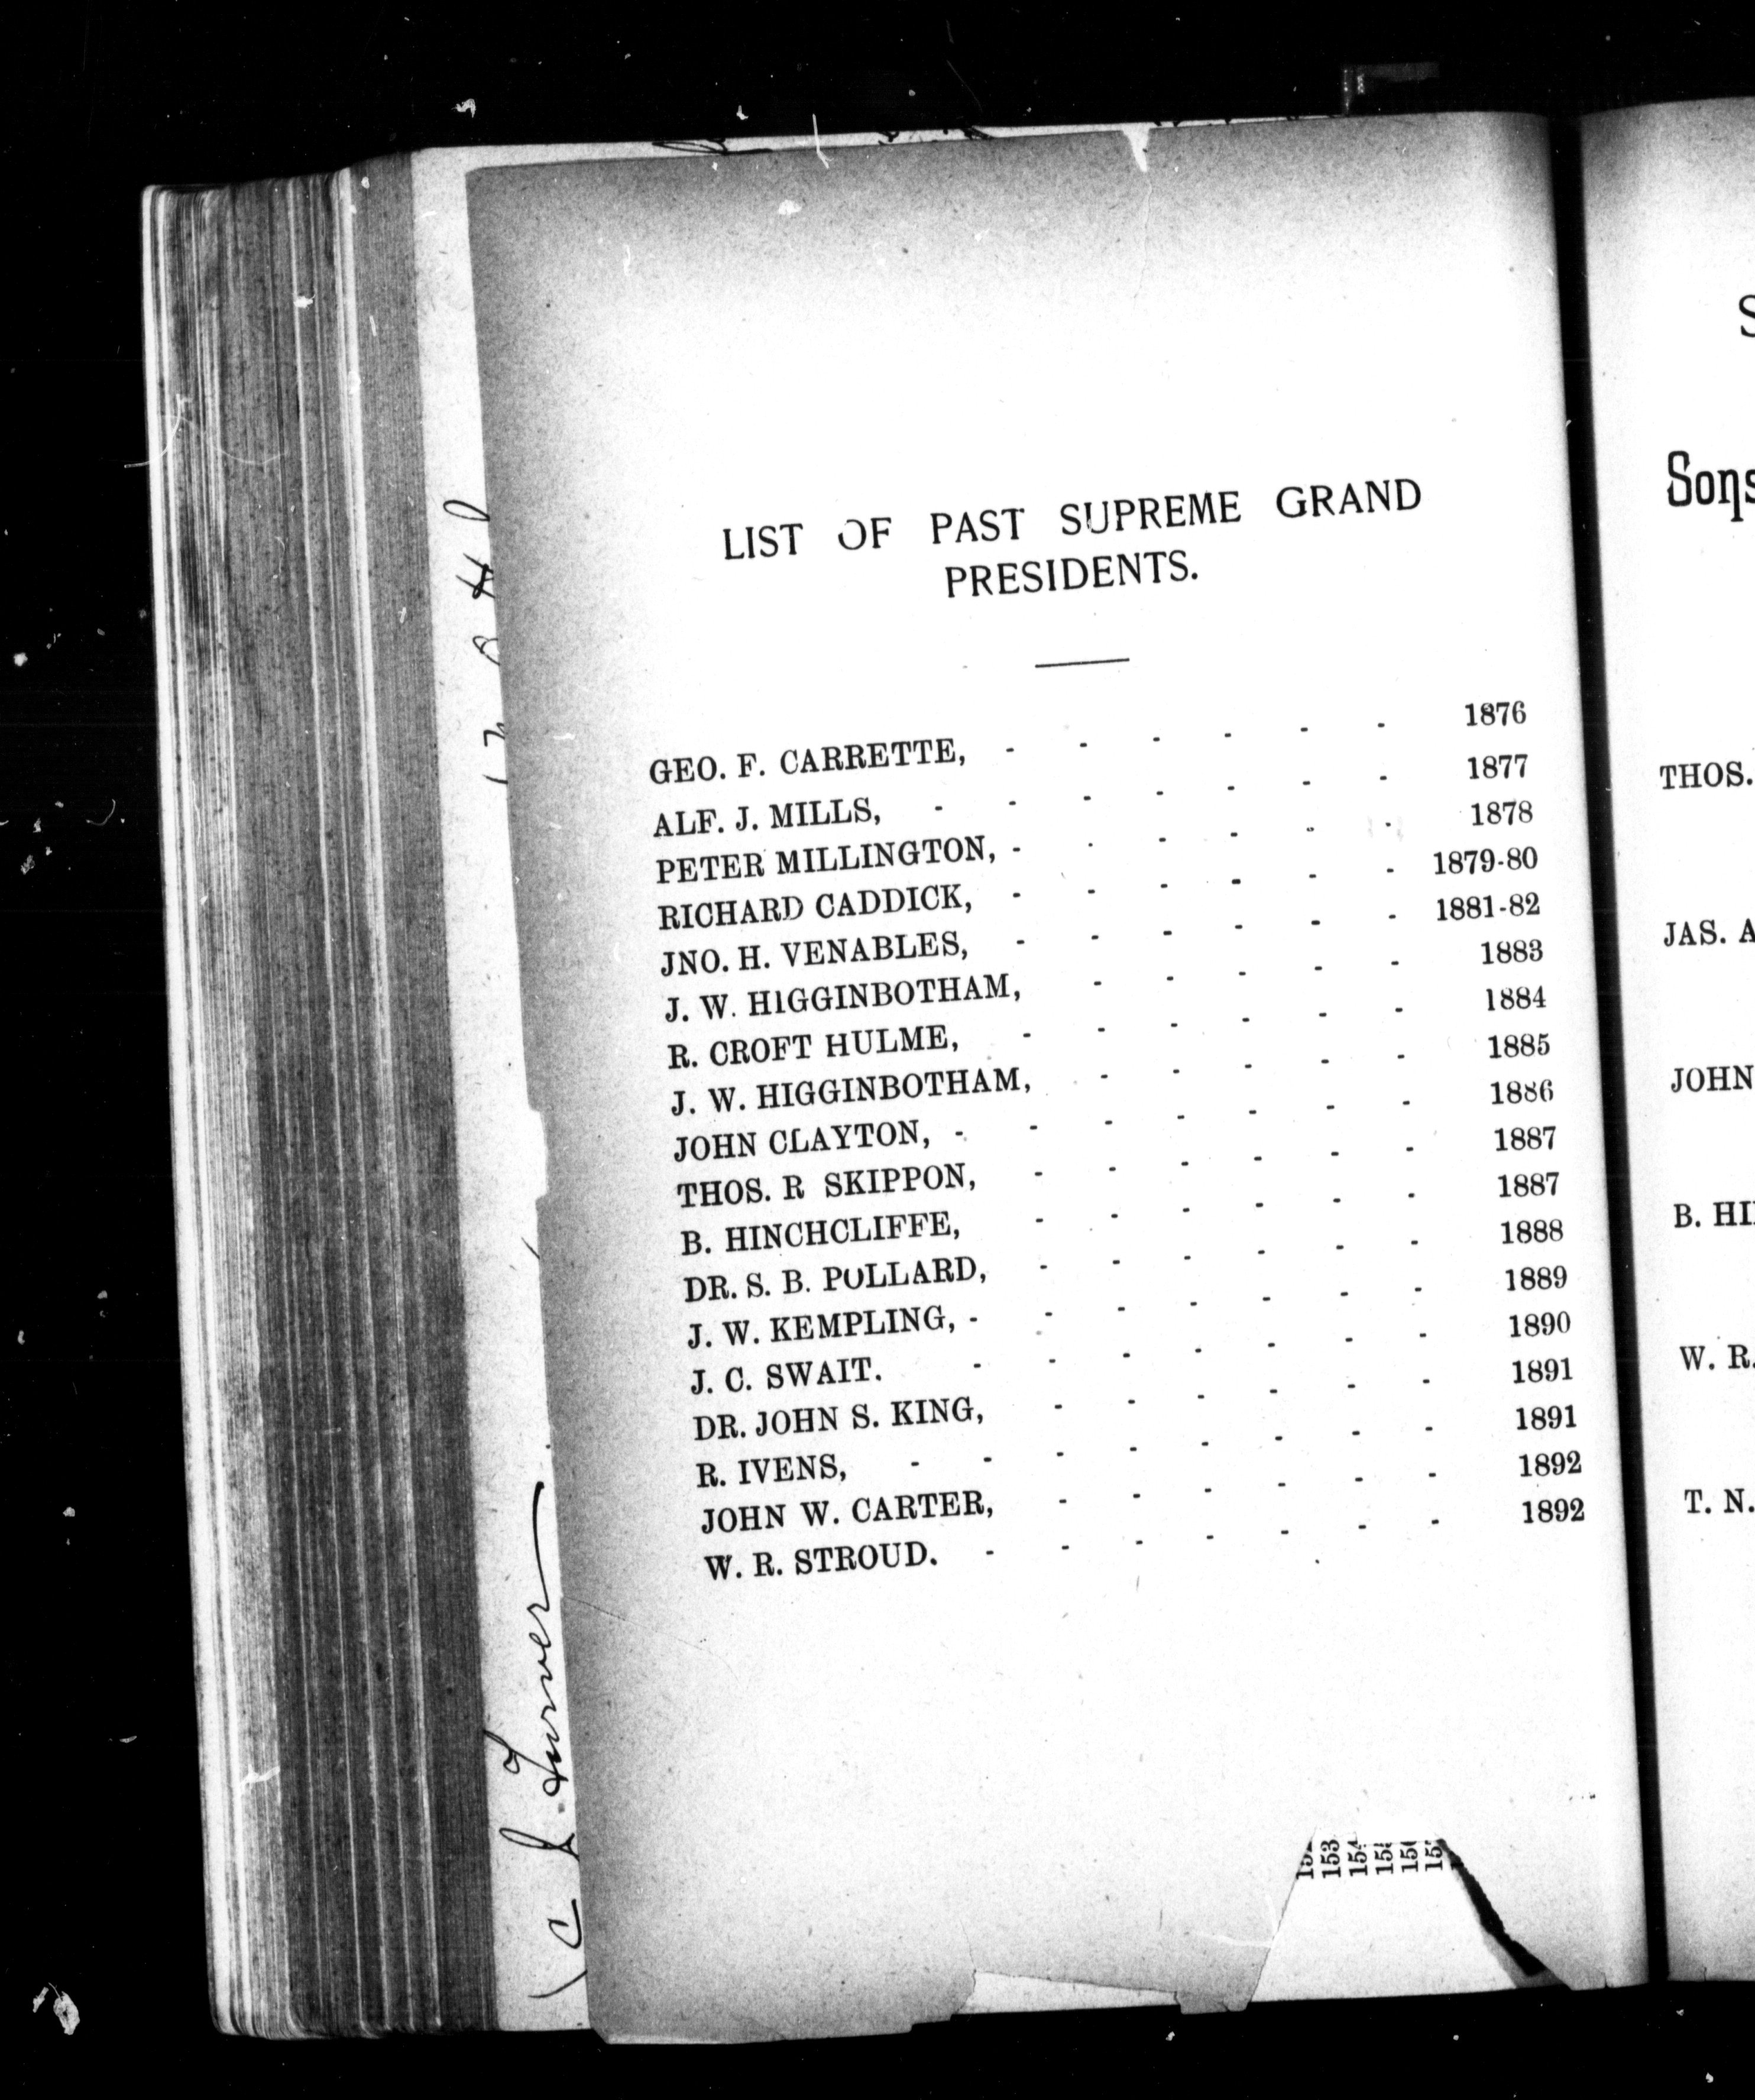 LIST OF PAST SUPREME GRAND
PRESIDENTS.
GEO. F. CARRETTE, - - - - - - 1876
ALF. J. MILLS, - - - - - - - 1877
PETER MILLINGTON, - - - - - - 1878
RICHARD CADDICK, - - - - - - 1879-80
JNO. H. VENABLES, - - - - - - 1881-82
J. W. HIGGINBOTHAM, - - - - - 1883
R. CROFT HULME, - - - - - - 1884
J. W. HIGGINBOTHAM, - - - - - 1885
JOHN CLAYTON, - - - - - - - 1886
THOS. R SKIPPON, - - - - - - 1887
B. HINCHCLIFFE, - - - - - - 1887
DR. S. B. POLLARD, - - - - - - 1888
J. W. KEMPLING, - - - - - - - 1889
J. C. SWAIT. - - - - - - - 1890
DR. JOHN S. KING, - - - - - - 1891
R. IVENS, - - - - - - - - 1891
JOHN W. CARTER, - - - - - - 1892
W. R. STROUD. - - - - - - - 1892
153
Sons
THOS.
JAS. A
JOHN
B. HI
W. R.
T. N.